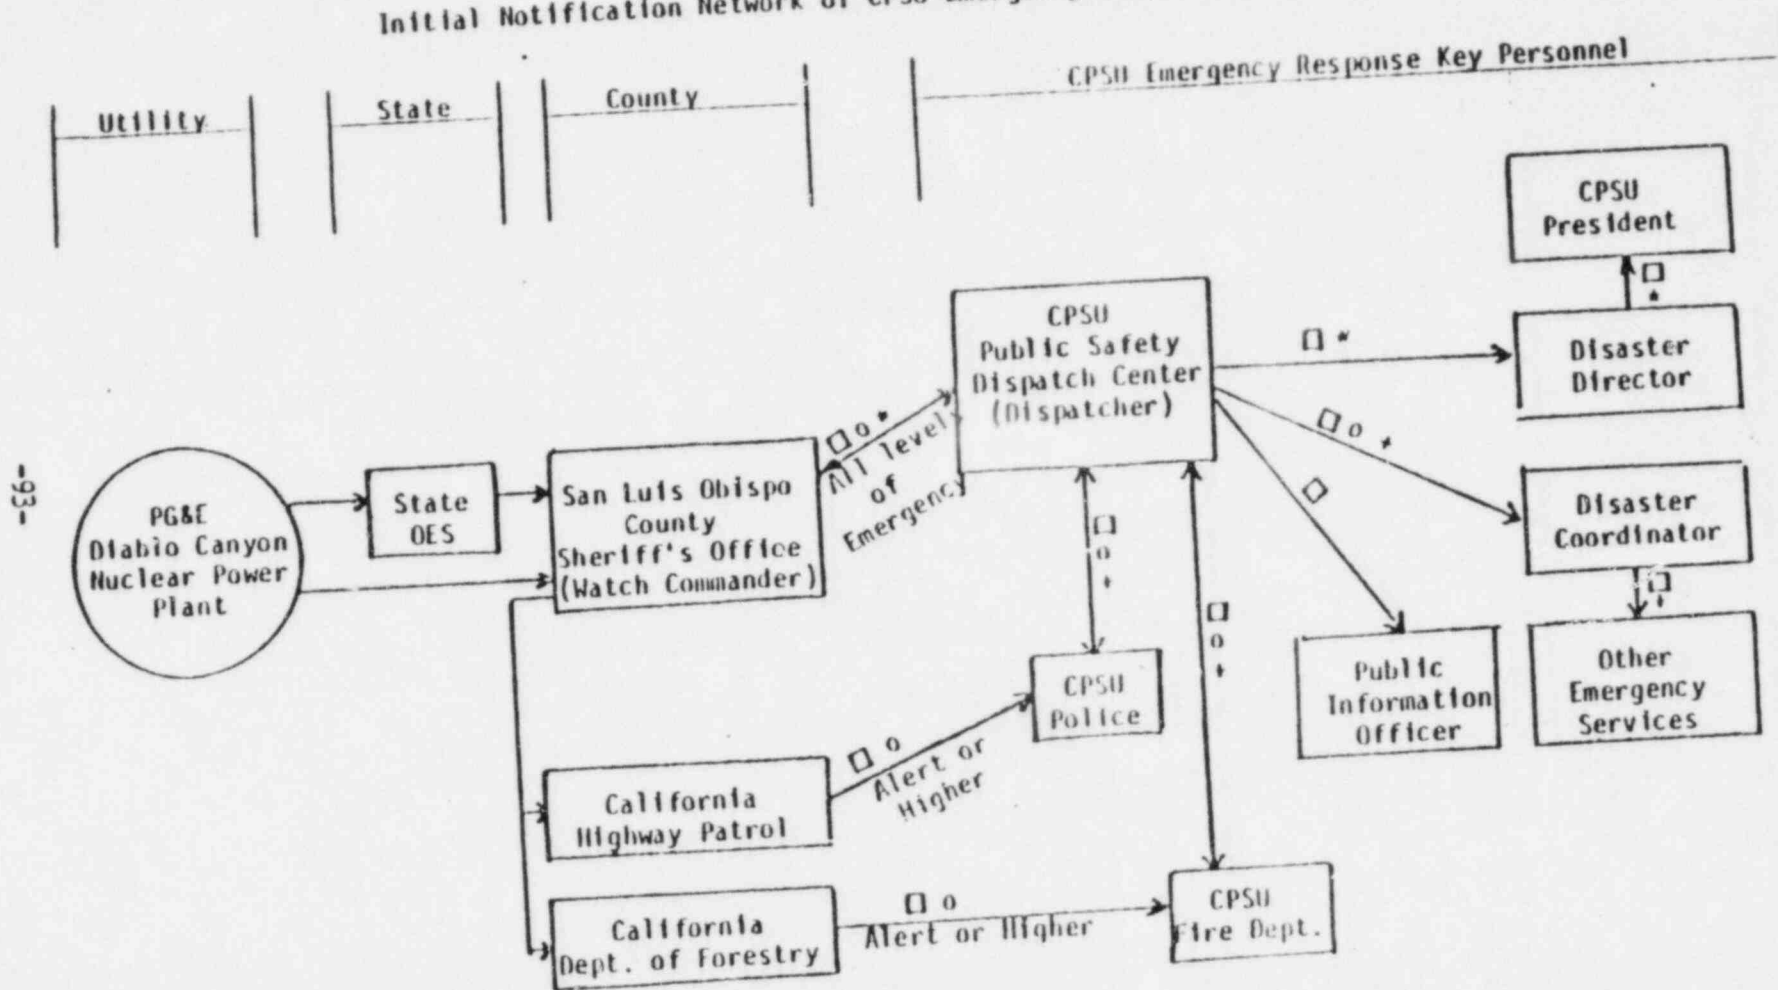 Initial Notification Network of CPSU
Utility
State
County
CPSU Emergency Response Key Personnel
CPSU
President
CPSU
Public Safety
Dispatch Center
(Dispatcher)
□ *
Disaster
Director
□
*
□ o *
All levels
of
Emergency
□ o +
Disaster
Coordinator
-93-
PG&E
Diablo Canyon
Nuclear Power
Plant
State
OES
San Luis Obispo
County
Sheriff's Office
(Watch Commander)
□
□
o
+
□
o
+
□
+
CPSU
Police
Public
Information
Officer
Other
Emergency
Services
□ o
Alert or
Higher
California
Highway Patrol
California
Dept. of Forestry
□ o
Alert or Higher
CPSU
Fire Dept.